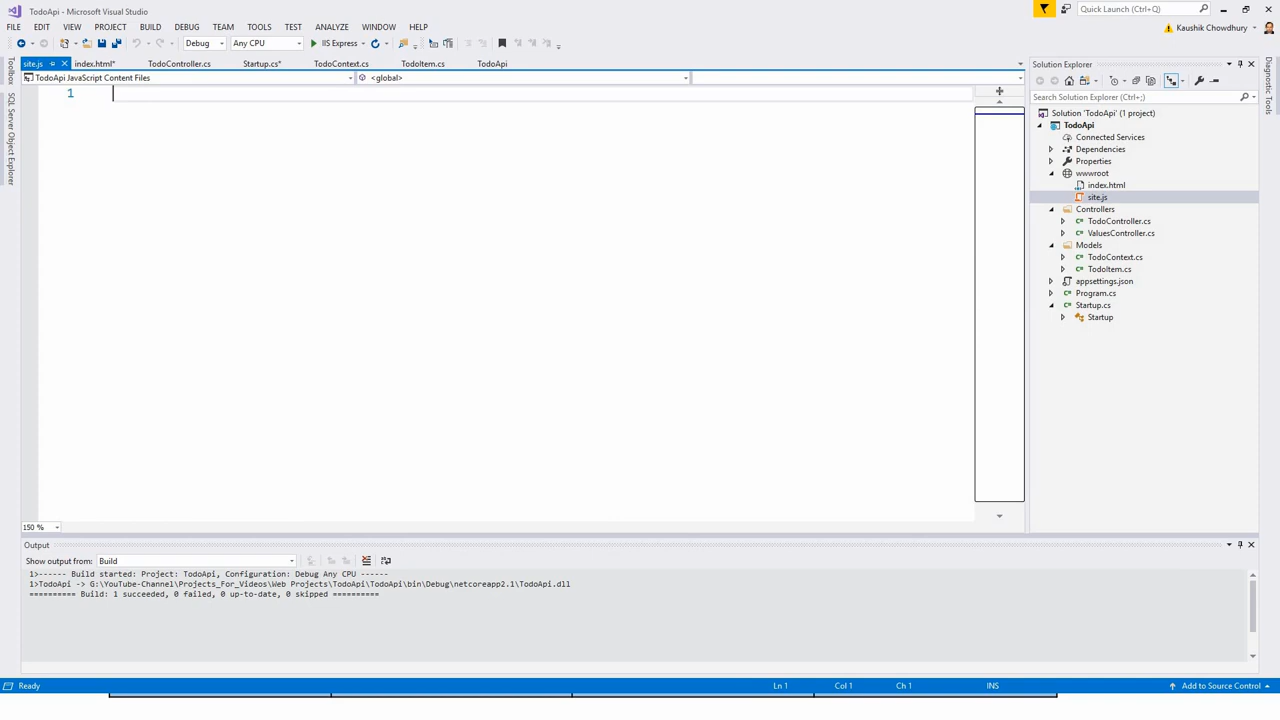 TodoApi - Microsoft Visual Studio
Quick Launch (Ctrl+Q)
FILE EDIT VIEW PROJECT BUILD DEBUG TEAM TOOLS TEST ANALYZE WINDOW HELP
Kaushik Chowdhury
Debug Any CPU IIS Express
site.js index.html* TodoController.cs Startup.cs* TodoContext.cs TodoItem.cs TodoApi
TodoApi JavaScript Content Files <global>
1
150 %
Toolbox
SQL Server Object Explorer
Solution Explorer
Search Solution Explorer (Ctrl+;)
Solution 'TodoApi' (1 project)
TodoApi
Connected Services
Dependencies
Properties
wwwroot
index.html
site.js
Controllers
TodoController.cs
ValuesController.cs
Models
TodoContext.cs
TodoItem.cs
appsettings.json
Program.cs
Startup.cs
Startup
Diagnostic Tools
Output
Show output from: Build
1>------ Build started: Project: TodoApi, Configuration: Debug Any CPU ------
1>TodoApi -> G:\YouTube-Channel\Projects_For_Videos\Web Projects\TodoApi\TodoApi\bin\Debug\netcoreapp2.1\TodoApi.dll
========== Build: 1 succeeded, 0 failed, 0 up-to-date, 0 skipped ==========
Ready Ln 1 Col 1 Ch 1 INS Add to Source Control